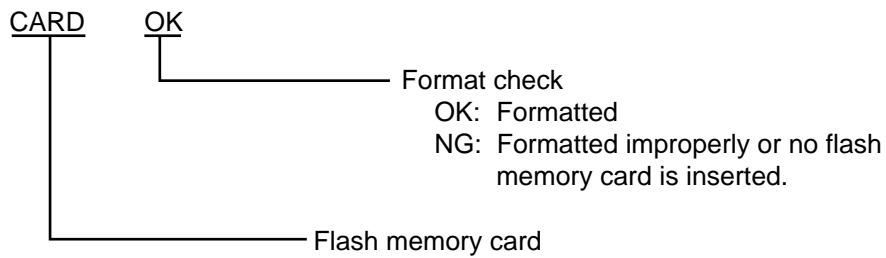 CARD OK
Format check
OK: Formatted
NG: Formatted improperly or no flash
memory card is inserted.
Flash memory card